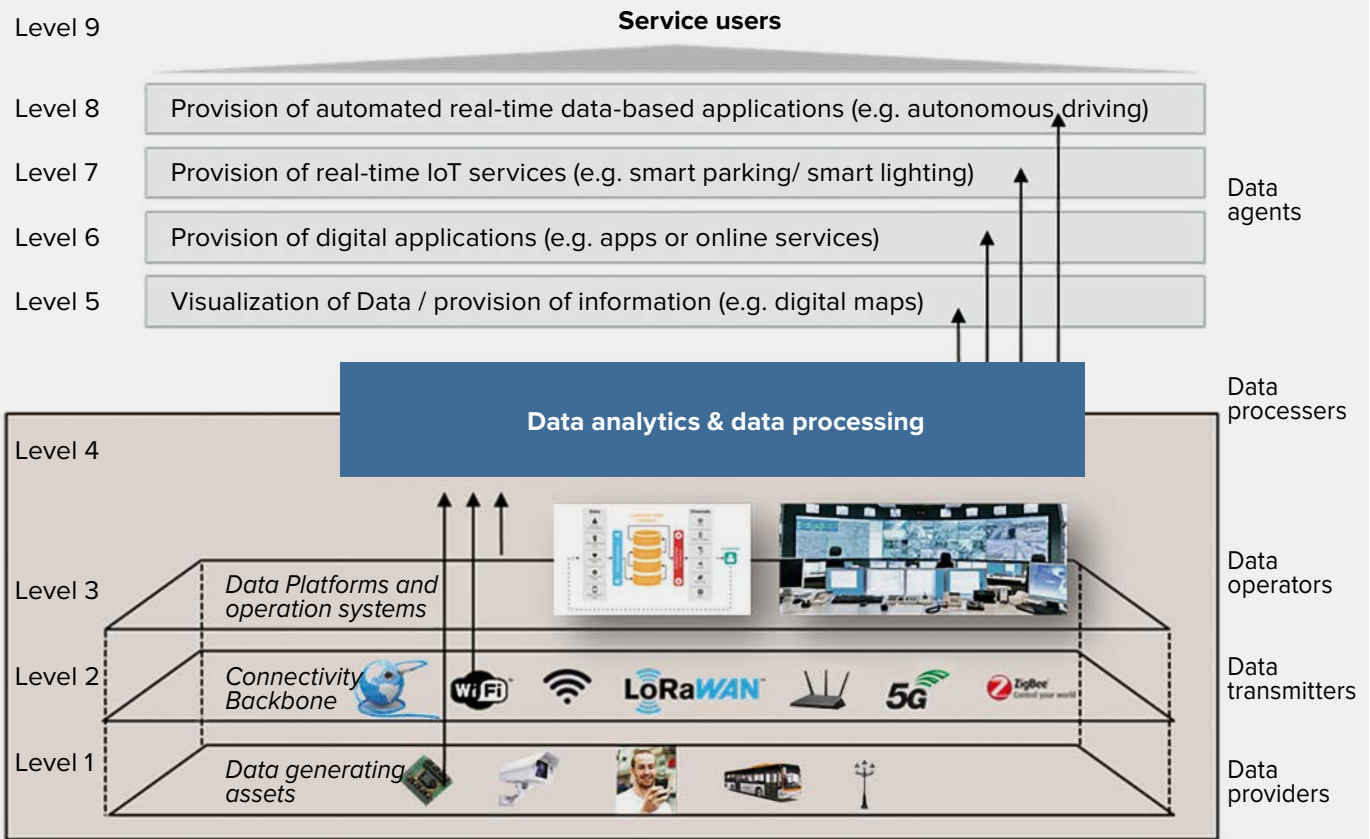 Level 9
Service users
Level 8
Provision of automated real-time data-based applications (e.g. autonomous driving)
Level 7
Provision of real-time IoT services (e.g. smart parking/ smart lighting)
Data
agents
Level 6
Provision of digital applications (e.g. apps or online services)
Level 5
Visualization of Data / provision of information (e.g. digital maps)
Data
processers
Data analytics & data processing
Level 4
Level 3
Data Platforms and
operation systems
Data
operators
Level 2
Connectivity
Backbone
WiFi
LoRaWAN
5G
ZigBee
Control your world
Data
transmitters
Level 1
Data generating
assets
Data
providers